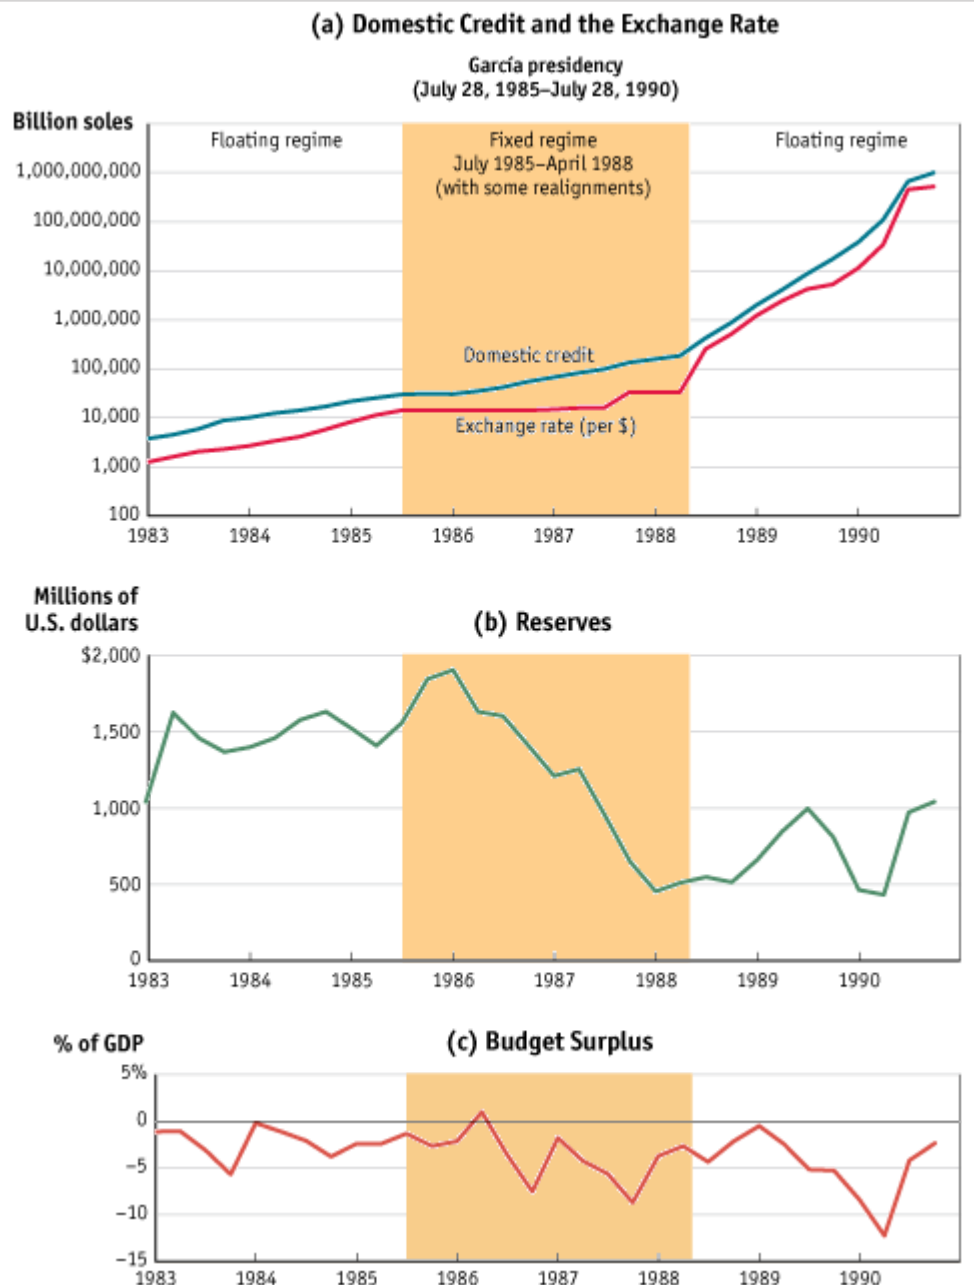 (a) Domestic Credit and the Exchange Rate
García presidency
(July 28, 1985–July 28, 1990)
Billion soles
Floating regime
Fixed regime
July 1985–April 1988
(with some realignments)
Floating regime
1,000,000,000
100,000,000
10,000,000
1,000,000
100,000
10,000
1,000
100
Domestic credit
Exchange rate (per $)
1983 1984 1985 1986 1987 1988 1989 1990
Millions of
U.S. dollars
(b) Reserves
$2,000
1,500
1,000
500
0
1983 1984 1985 1986 1987 1988 1989 1990
% of GDP
(c) Budget Surplus
5%
0
−5
−10
−15
1983 1984 1985 1986 1987 1988 1989 1990